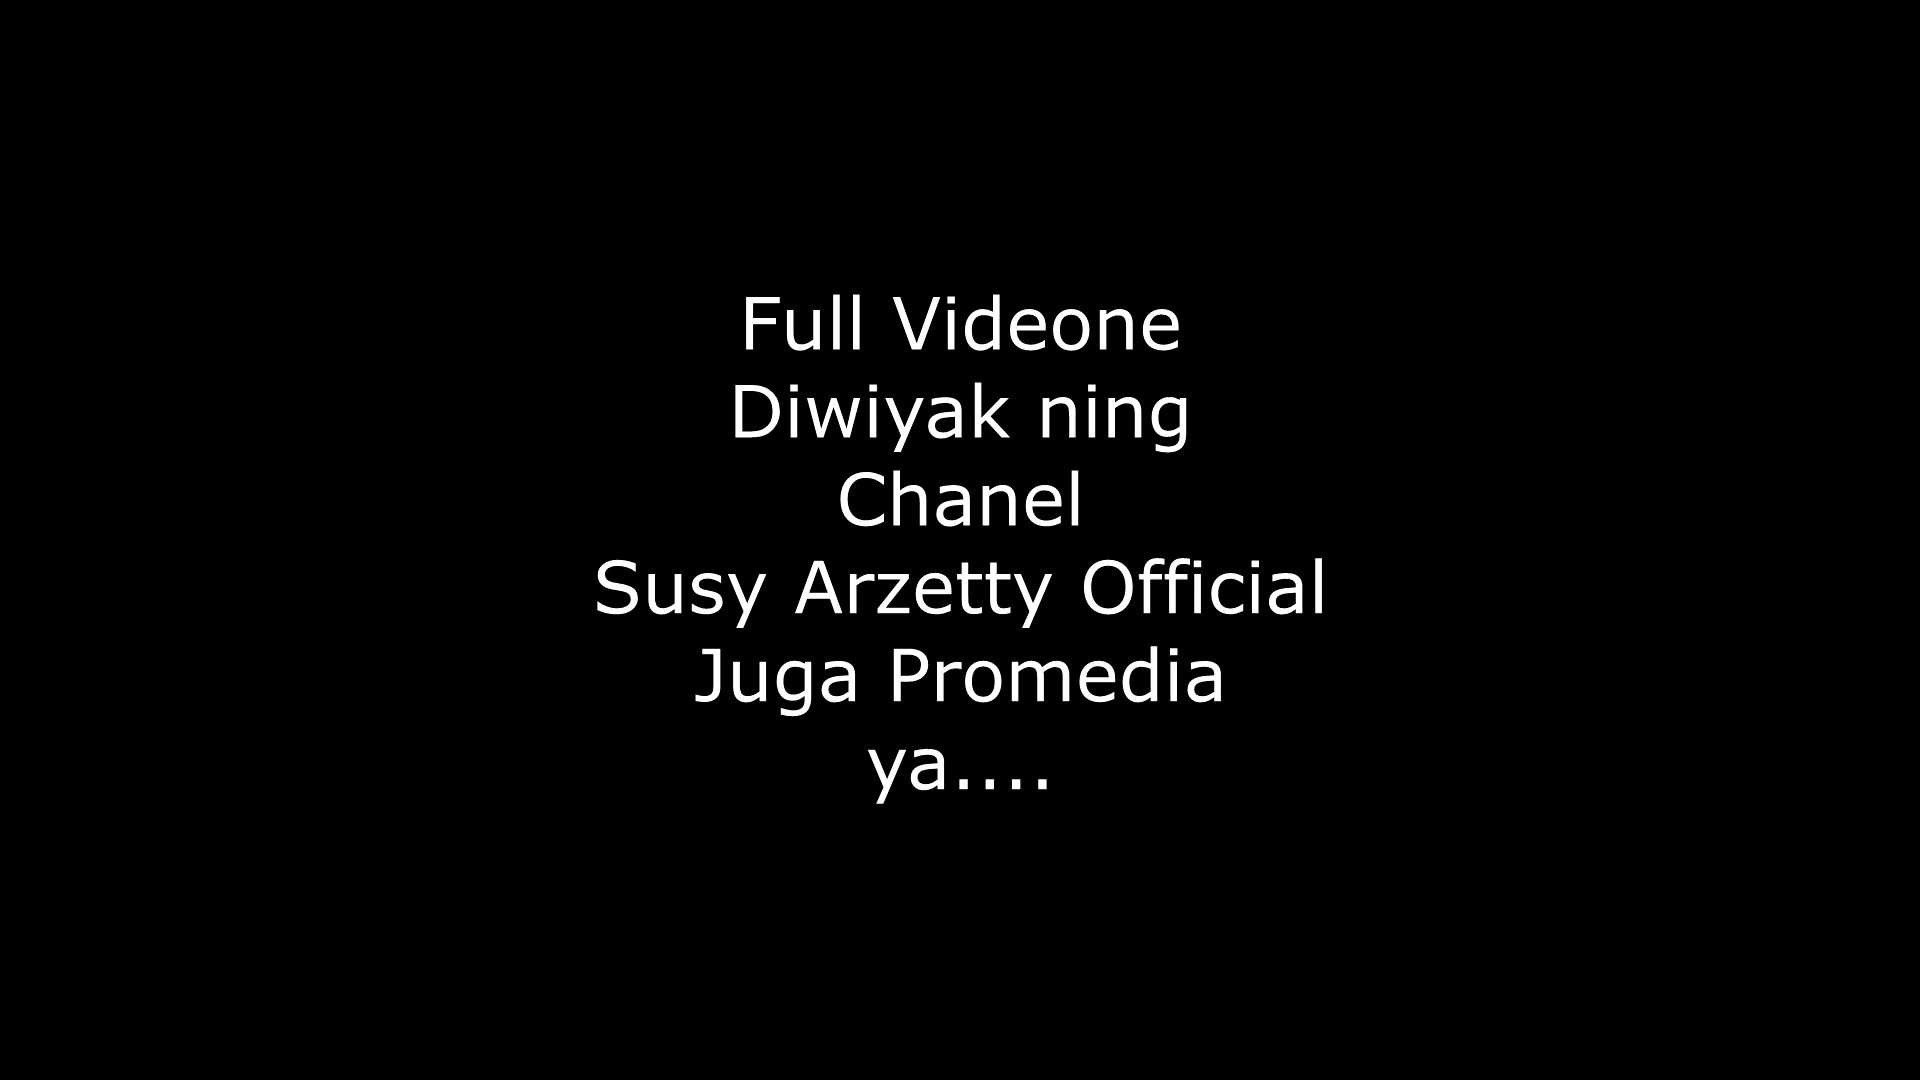 Full Videone
Diwiyak ning
Chanel
Susy Arzetty Official
Juga Promedia
ya....